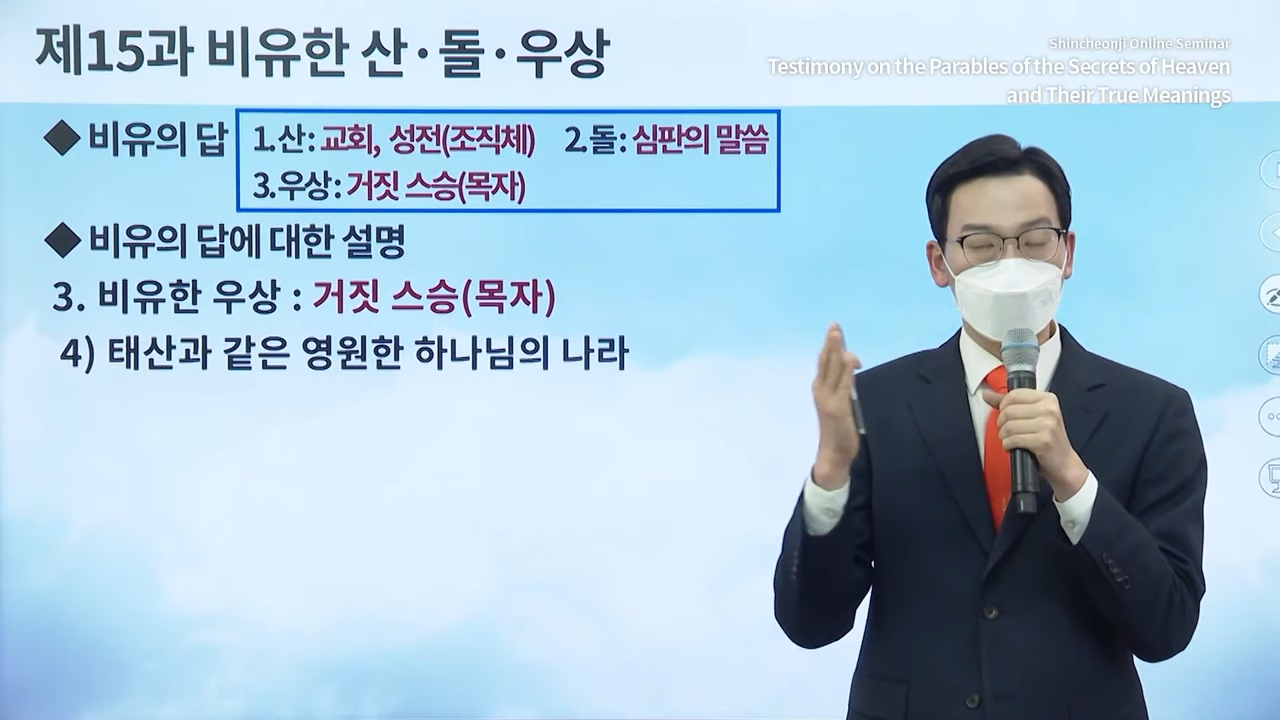 제15과 비유한 산·돌·우상
Shincheonji Online Seminar
Testimony on the Parables of the Secrets of Heaven
and Their True Meanings
◆ 비유의 답 1.산: 교회, 성전(조직체) 2.돌: 심판의 말씀
3.우상: 거짓 스승(목자)
◆ 비유의 답에 대한 설명
3. 비유한 우상 : 거짓 스승(목자)
4) 태산과 같은 영원한 하나님의 나라